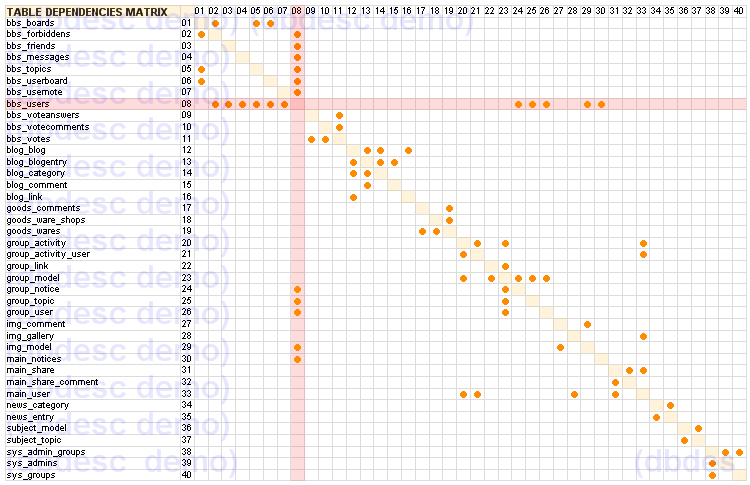 TABLE DEPENDENCIES MATRIX 01 02 03 04 05 06 07 08 09 10 11 12 13 14 15 16 17 18 19 20 21 22 23 24 25 26 27 28 29 30 31 32 33 34 35 36 37 38 39 40
bbs_boards 01
bbs_forbiddens 02
bbs_friends 03
bbs_messages 04
bbs_topics 05
bbs_userboard 06
bbs_usernote 07
bbs_users 08
bbs_voteanswers 09
bbs_votecomments 10
bbs_votes 11
blog_blog 12
blog_blogentry 13
blog_category 14
blog_comment 15
blog_link 16
goods_comments 17
goods_ware_shops 18
goods_wares 19
group_activity 20
group_activity_user 21
group_link 22
group_model 23
group_notice 24
group_topic 25
group_user 26
img_comment 27
img_gallery 28
img_model 29
main_notices 30
main_share 31
main_share_comment 32
main_user 33
news_category 34
news_entry 35
subject_model 36
subject_topic 37
sys_admin_groups 38
sys_admins 39
sys_groups 40